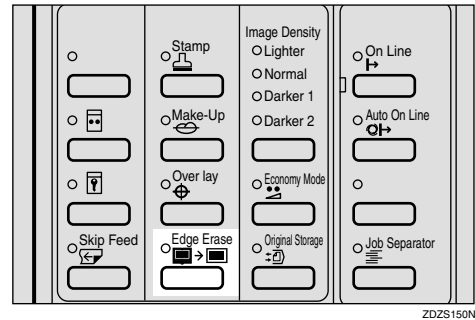 Stamp
Image Density
Lighter
Normal
Darker 1
Darker 2
On Line
Make-Up
Auto On Line
Over lay
Economy Mode
Skip Feed
Edge Erase
Original Storage
Job Separator
ZDZS150N